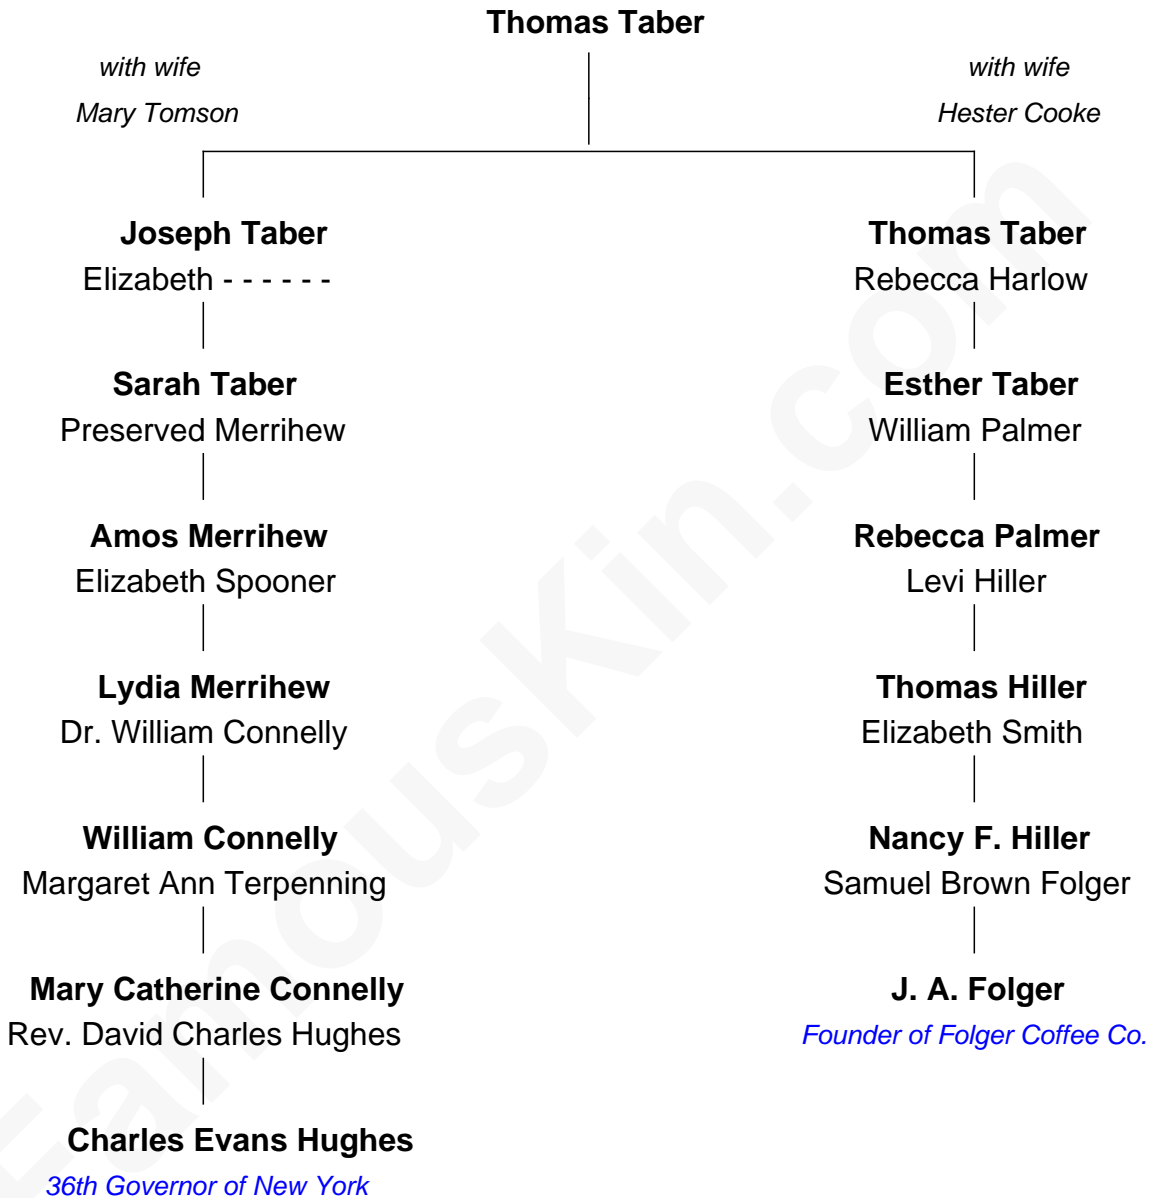 Thomas Taber
with wife
Mary Tomson
with wife
Hester Cooke
Joseph Taber
Elizabeth - - - - - -
Thomas Taber
Rebecca Harlow
Sarah Taber
Preserved Merrihew
Esther Taber
William Palmer
Amos Merrihew
Elizabeth Spooner
Rebecca Palmer
Levi Hiller
Lydia Merrihew
Dr. William Connelly
Thomas Hiller
Elizabeth Smith
William Connelly
Margaret Ann Terpenning
Nancy F. Hiller
Samuel Brown Folger
Mary Catherine Connelly
Rev. David Charles Hughes
J. A. Folger
Founder of Folger Coffee Co.
Charles Evans Hughes
36th Governor of New York
FamousKin.com